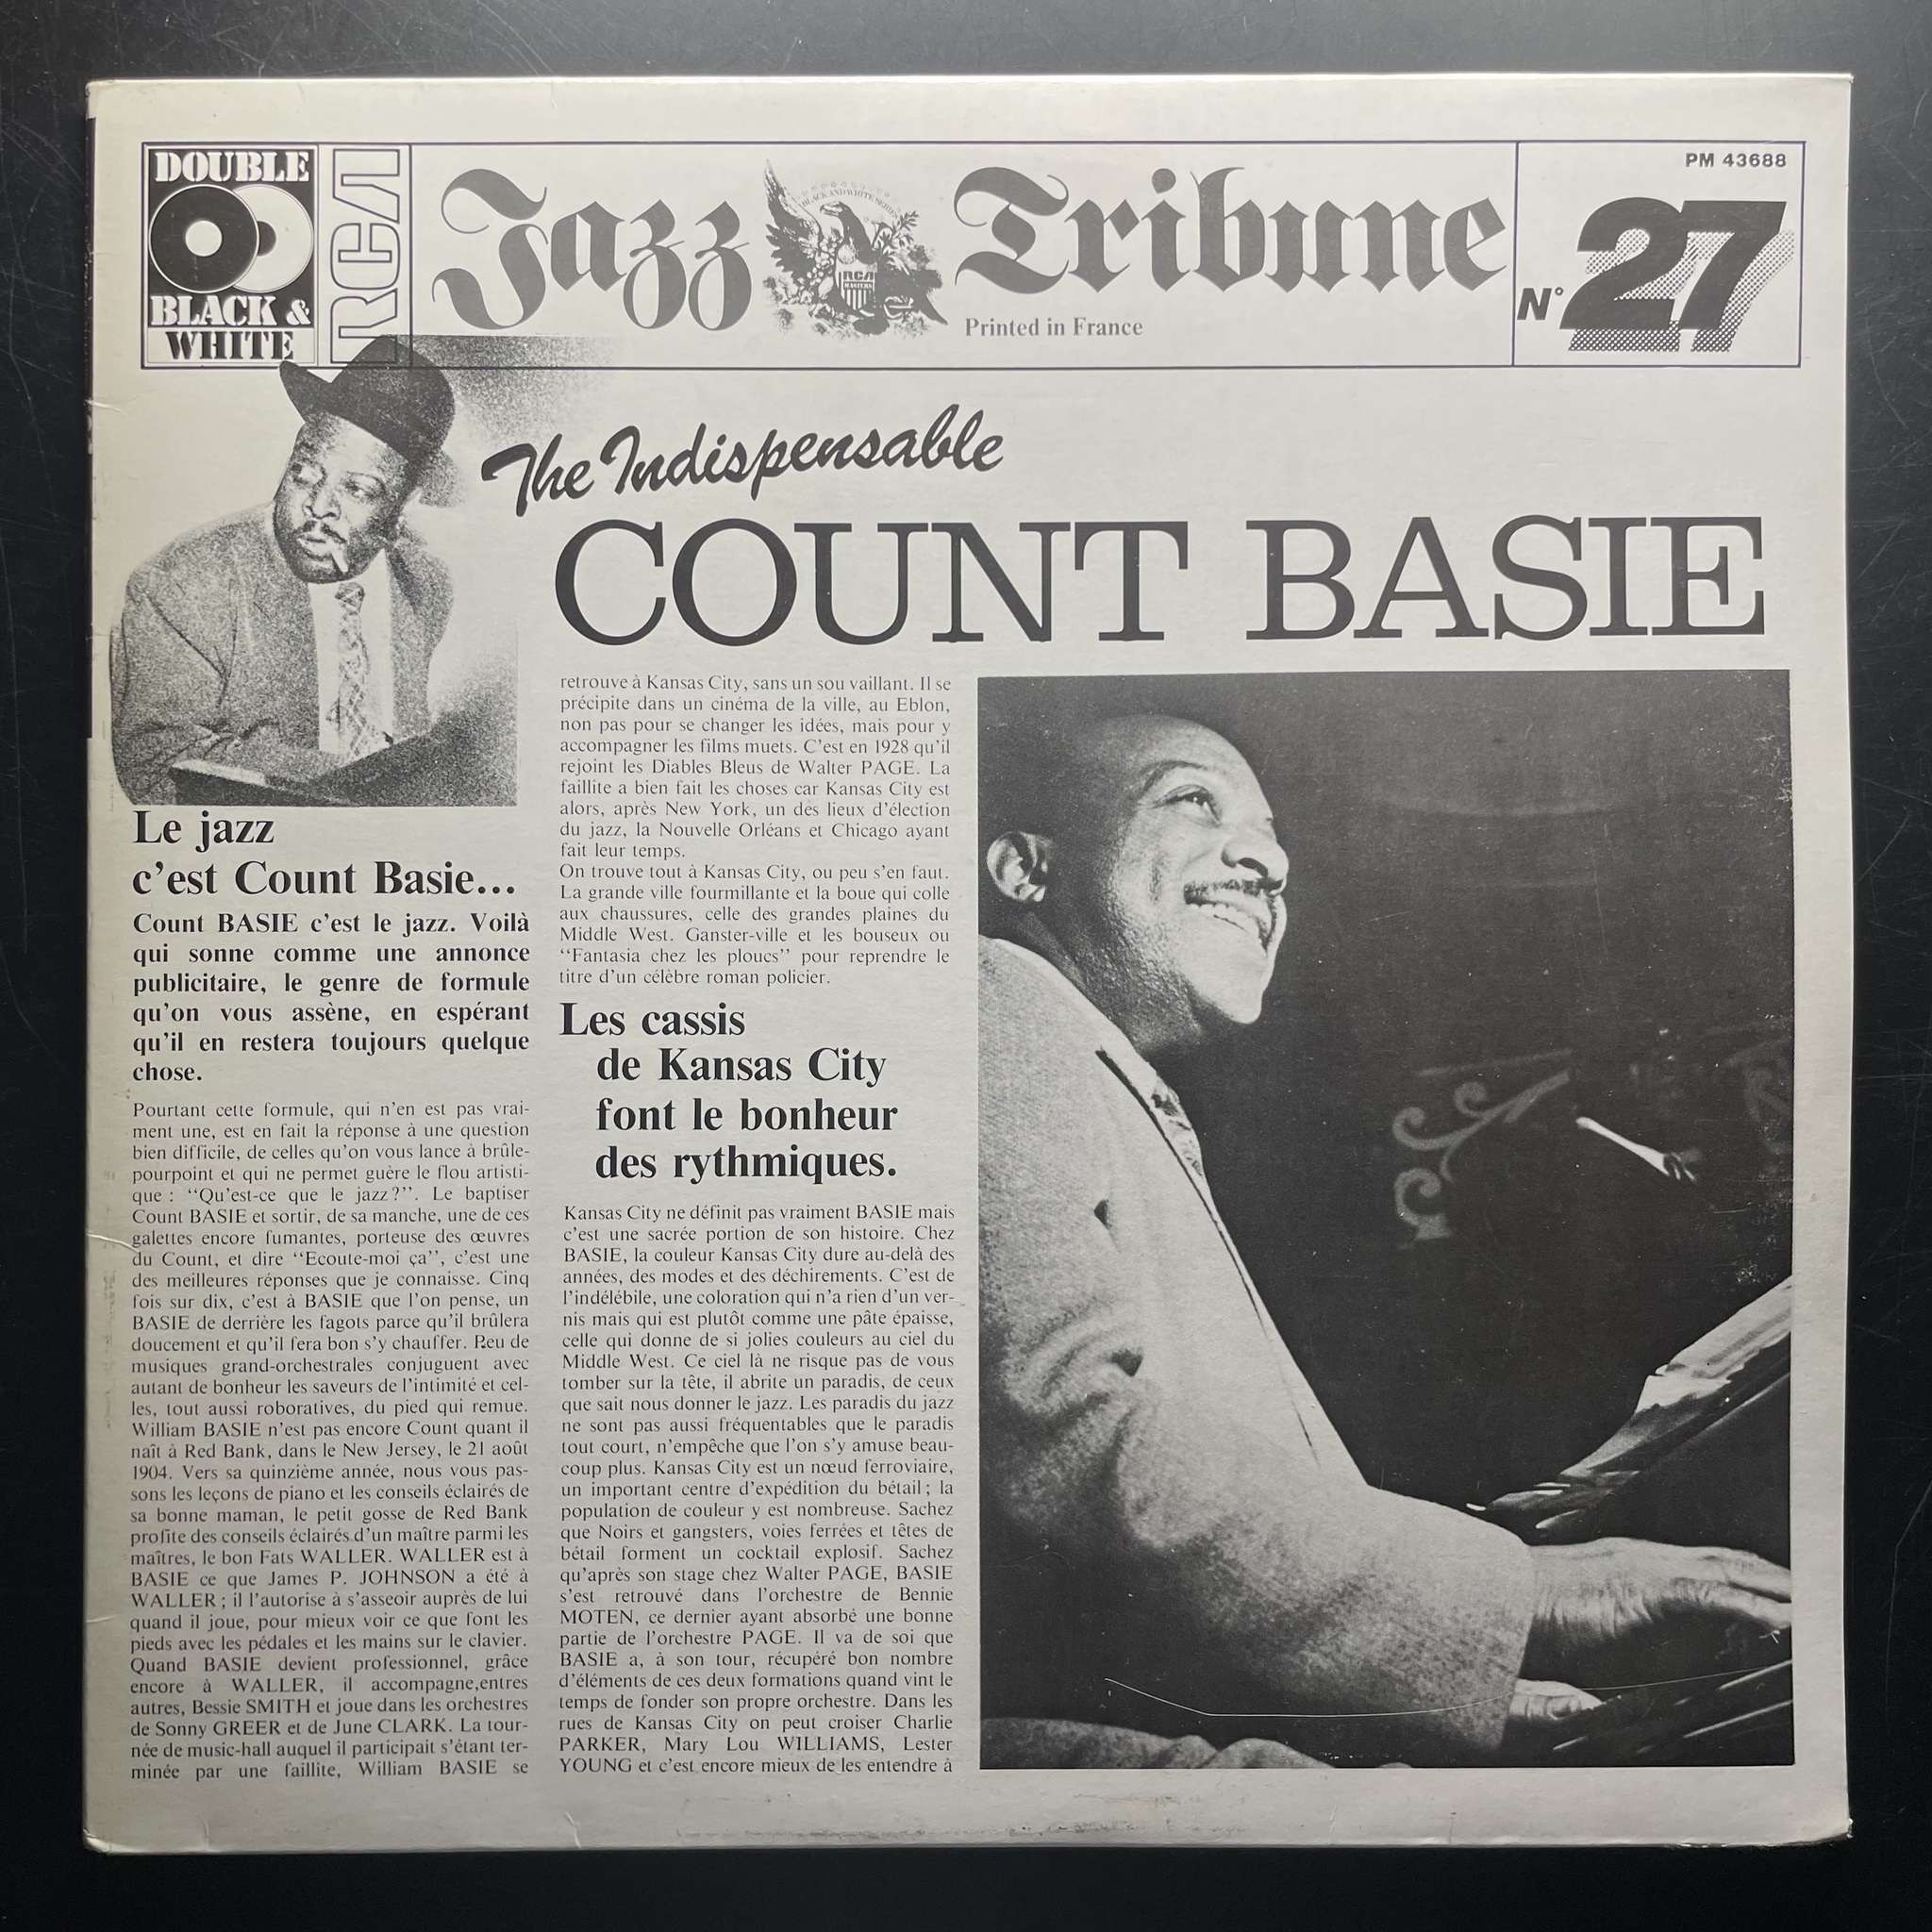 DOUBLE
BLACK &
WHITE
RCA
Jazz Tribune
BLACK AND WHITE SERIES
RCA
MASTERS
Printed in France
PM 43688
N° 27
The Indispensable
COUNT BASIE
Le jazz
c'est Count Basie...
Count BASIE c'est le jazz. Voilà
qui sonne comme une annonce
publicitaire, le genre de formule
qu'on vous assène, en espérant
qu'il en restera toujours quelque
chose.
Pourtant cette formule, qui n'en est pas vrai-
ment une, est en fait la réponse à une question
bien difficile, de celles qu'on vous lance à brûle-
pourpoint et qui ne permet guère le flou artisti-
que : “Qu'est-ce que le jazz?”. Le baptiser
Count BASIE et sortir, de sa manche, une de ces
galettes encore fumantes, porteuse des œuvres
du Count, et dire “Ecoute-moi ça”, c'est une
des meilleures réponses que je connaisse. Cinq
fois sur dix, c'est à BASIE que l'on pense, un
BASIE de derrière les fagots parce qu'il brûlera
doucement et qu'il fera bon s'y chauffer. Peu de
musiques grand-orchestrales conjuguent avec
autant de bonheur les saveurs de l'intimité et cel-
les, tout aussi roboratives, du pied qui remue.
William BASIE n'est pas encore Count quant il
naît à Red Bank, dans le New Jersey, le 21 août
1904. Vers sa quinzième année, nous vous pas-
sons les leçons de piano et les conseils éclairés de
sa bonne maman, le petit gosse de Red Bank
profite des conseils éclairés d'un maître parmi les
maîtres, le bon Fats WALLER. WALLER est à
BASIE ce que James P. JOHNSON a été à
WALLER ; il l'autorise à s'asseoir auprès de lui
quand il joue, pour mieux voir ce que font les
pieds avec les pédales et les mains sur le clavier.
Quand BASIE devient professionnel, grâce
encore à WALLER, il accompagne,entres
autres, Bessie SMITH et joue dans les orchestres
de Sonny GREER et de June CLARK. La tour-
née de music-hall auquel il participait s'étant ter-
minée par une faillite, William BASIE se
retrouve à Kansas City, sans un sou vaillant. Il se
précipite dans un cinéma de la ville, au Eblon,
non pas pour se changer les idées, mais pour y
accompagner les films muets. C'est en 1928 qu'il
rejoint les Diables Bleus de Walter PAGE. La
faillite a bien fait les choses car Kansas City est
alors, après New York, un des lieux d'élection
du jazz, la Nouvelle Orléans et Chicago ayant
fait leur temps.
On trouve tout à Kansas City, ou peu s'en faut.
La grande ville fourmillante et la boue qui colle
aux chaussures, celle des grandes plaines du
Middle West. Ganster-ville et les bouseux ou
“Fantasia chez les ploucs” pour reprendre le
titre d'un célèbre roman policier.
Les cassis
de Kansas City
font le bonheur
des rythmiques.
Kansas City ne définit pas vraiment BASIE mais
c'est une sacrée portion de son histoire. Chez
BASIE, la couleur Kansas City dure au-delà des
années, des modes et des déchirements. C'est de
l'indélébile, une coloration qui n'a rien d'un ver-
nis mais qui est plutôt comme une pâte épaisse,
celle qui donne de si jolies couleurs au ciel du
Middle West. Ce ciel là ne risque pas de vous
tomber sur la tête, il abrite un paradis, de ceux
que sait nous donner le jazz. Les paradis du jazz
ne sont pas aussi fréquentables que le paradis
tout court, n'empêche que l'on s'y amuse beau-
coup plus. Kansas City est un nœud ferroviaire,
un important centre d'expédition du bétail ; la
population de couleur y est nombreuse. Sachez
que Noirs et gangsters, voies ferrées et têtes de
bétail forment un cocktail explosif. Sachez
qu'après son stage chez Walter PAGE, BASIE
s'est retrouvé dans l'orchestre de Bennie
MOTEN, ce dernier ayant absorbé une bonne
partie de l'orchestre PAGE. Il va de soi que
BASIE a, à son tour, récupéré bon nombre
d'éléments de ces deux formations quand vint le
temps de fonder son propre orchestre. Dans les
rues de Kansas City on peut croiser Charlie
PARKER, Mary Lou WILLIAMS, Lester
YOUNG et c'est encore mieux de les entendre à